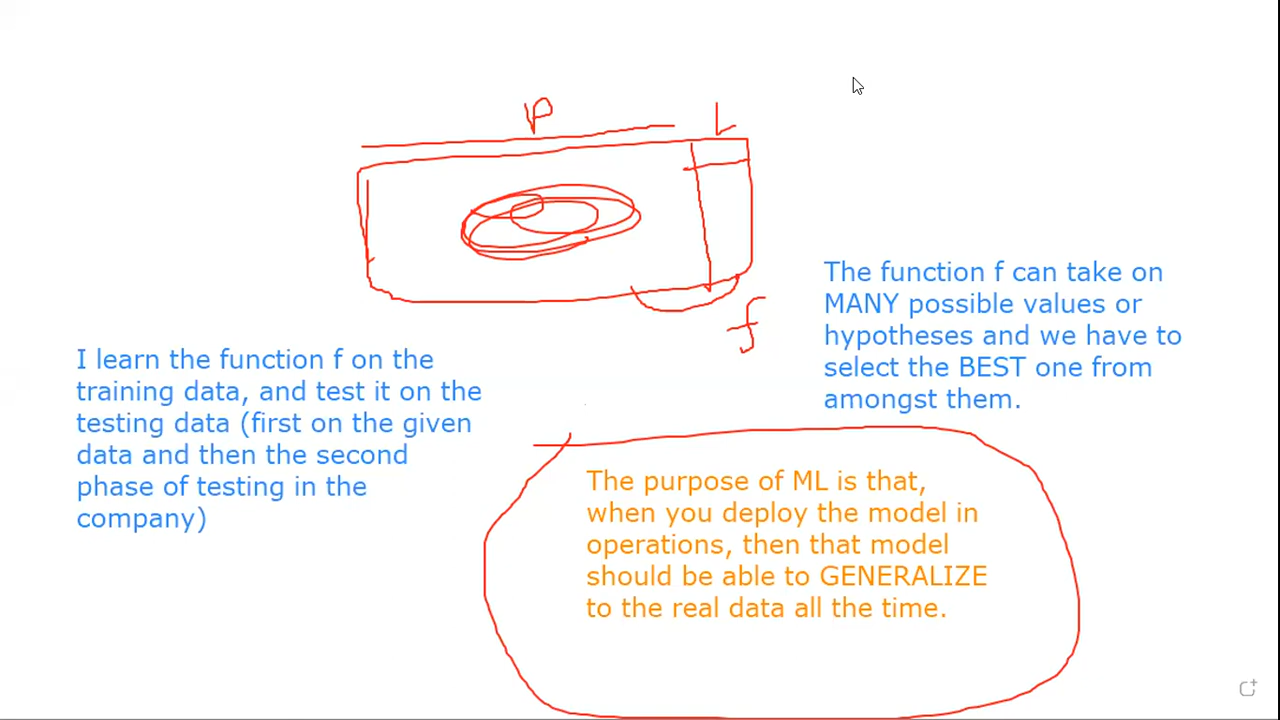 P
L
f
The function f can take on
MANY possible values or
hypotheses and we have to
select the BEST one from
amongst them.
I learn the function f on the
training data, and test it on the
testing data (first on the given
data and then the second
phase of testing in the
company)
The purpose of ML is that,
when you deploy the model in
operations, then that model
should be able to GENERALIZE
to the real data all the time.